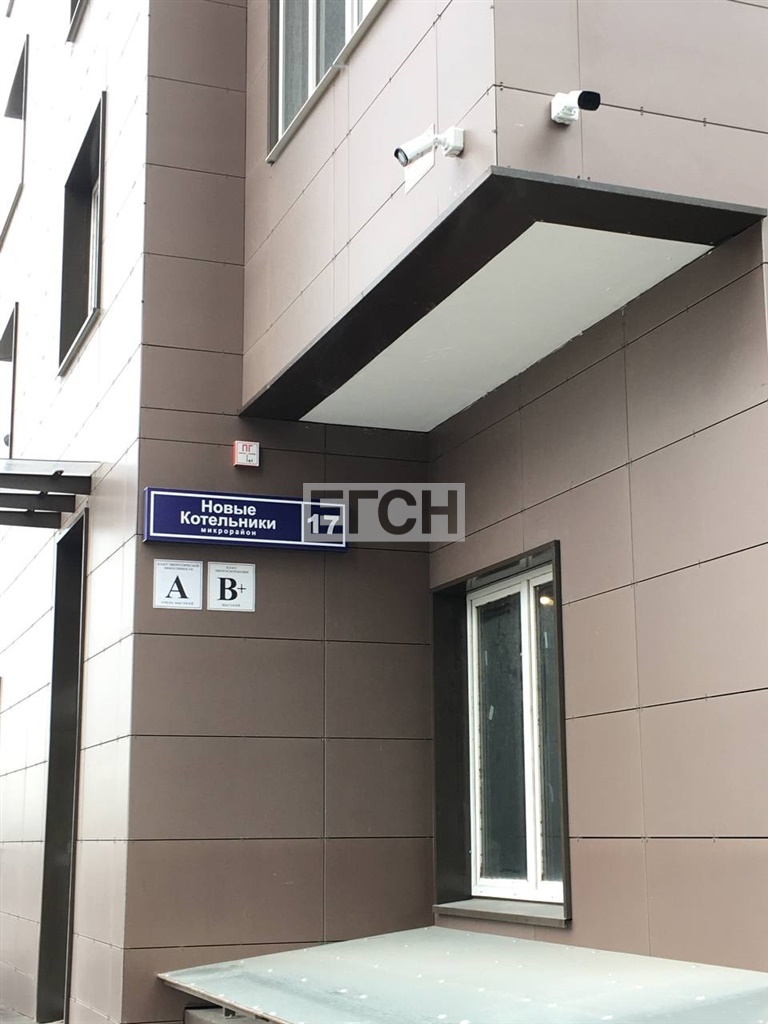 ПГ
Новые
Котельники
микрорайон
17
ЕГСН
А
B+